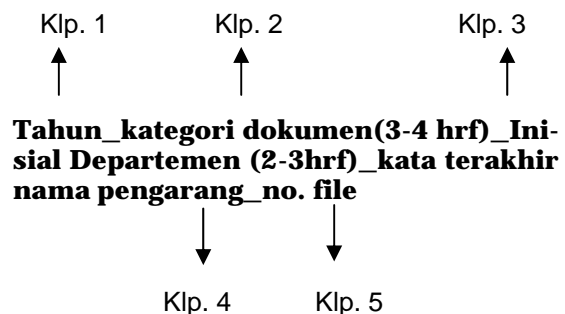 Klp. 1 Klp. 2 Klp. 3
Tahun_kategori dokumen(3-4 hrf)_Ini-
sial Departemen (2-3hrf)_kata terakhir
nama pengarang_no. file
Klp. 4 Klp. 5